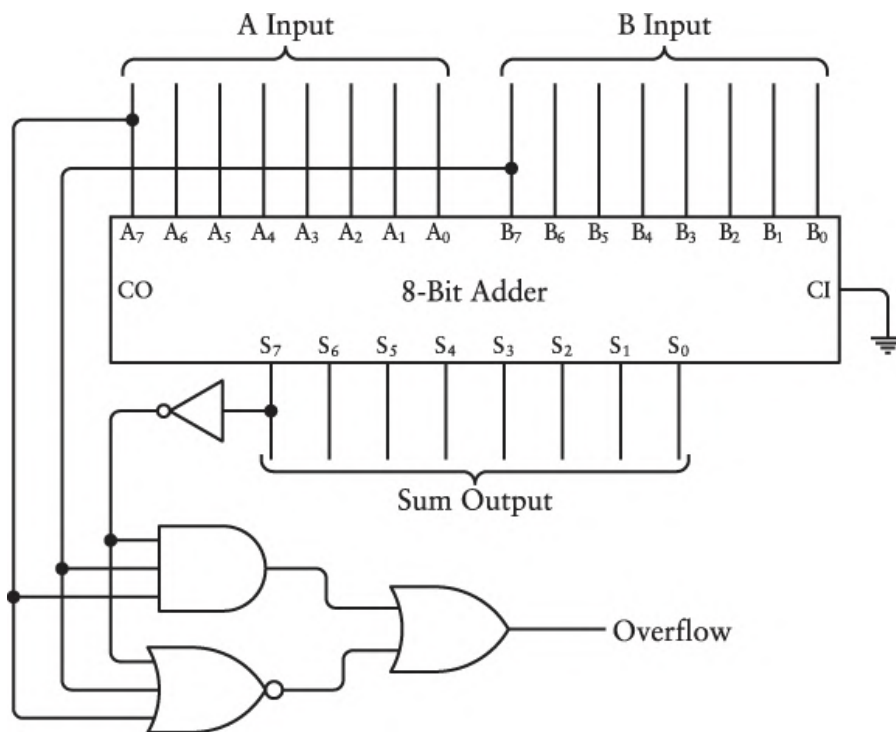 A Input B Input
A₇ A₆ A₅ A₄ A₃ A₂ A₁ A₀ B₇ B₆ B₅ B₄ B₃ B₂ B₁ B₀
CO 8-Bit Adder CI
S₇ S₆ S₅ S₄ S₃ S₂ S₁ S₀
Sum Output
Overflow